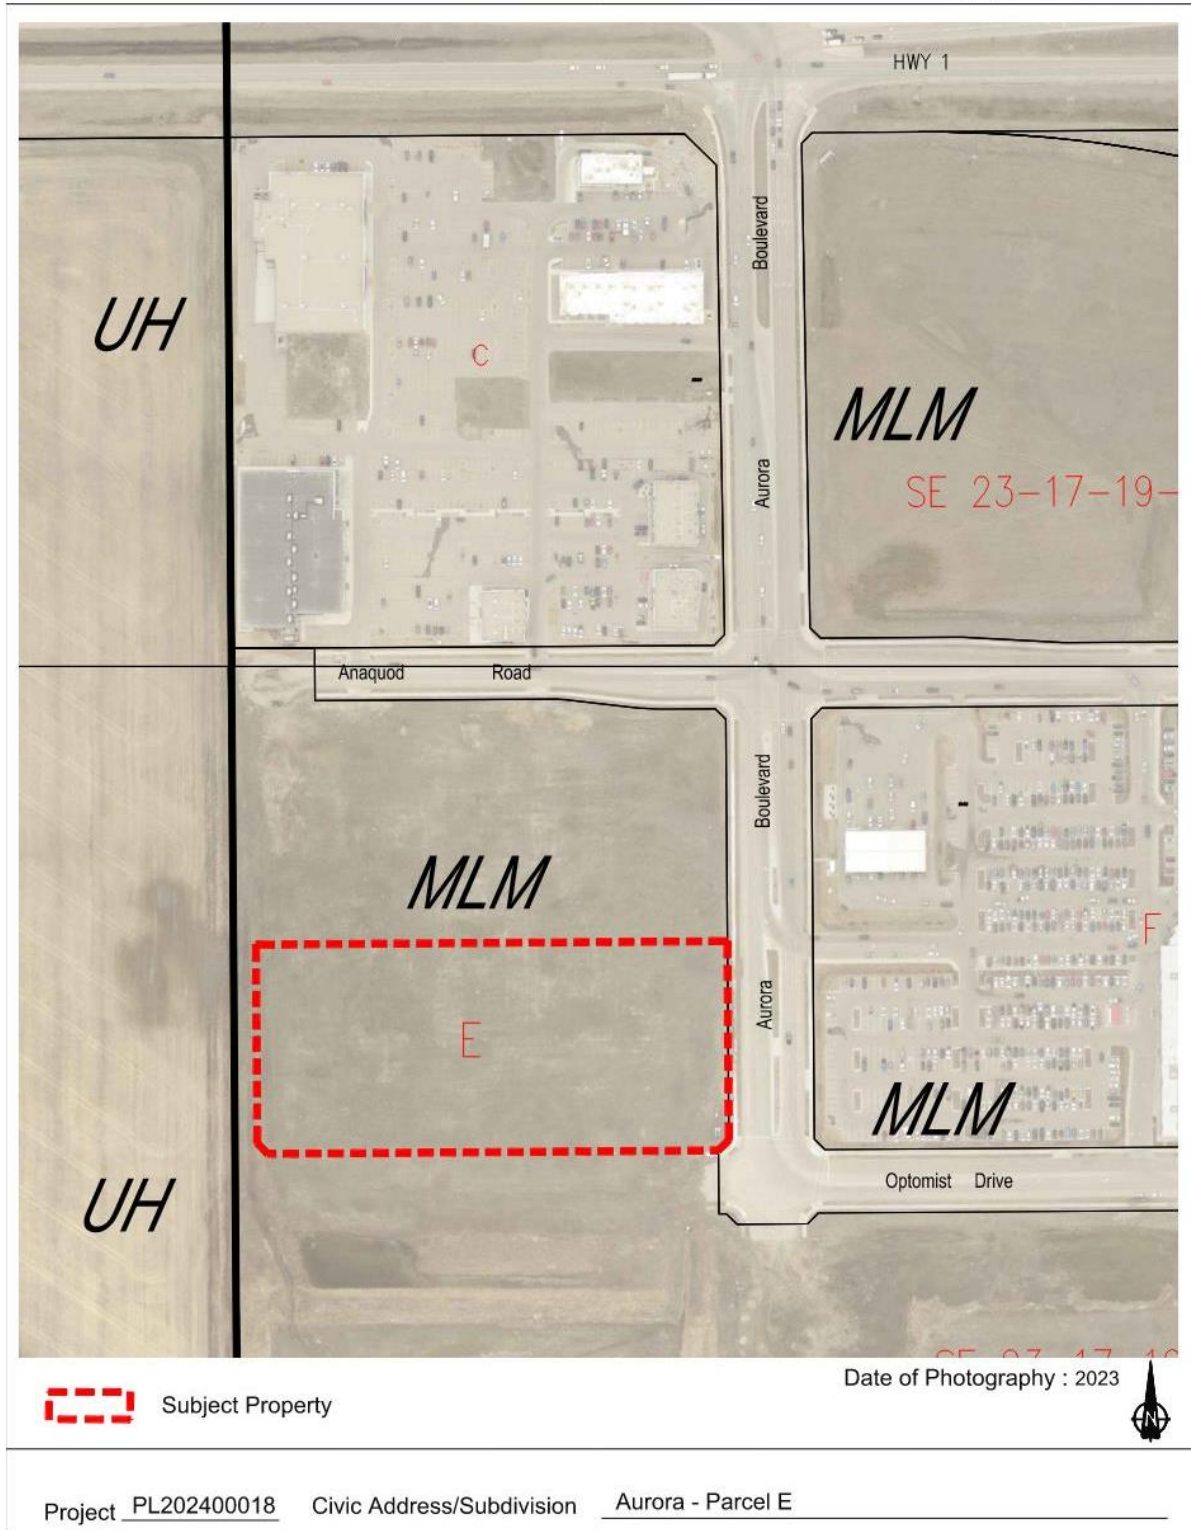 HWY 1
Boulevard
UH
C
MLM
Aurora
SE 23-17-19-
Anaquod Road
Boulevard
MLM
F
Aurora
E
MLM
UH
Optomist Drive
Date of Photography : 2023
Subject Property
N
Project PL202400018 Civic Address/Subdivision Aurora - Parcel E